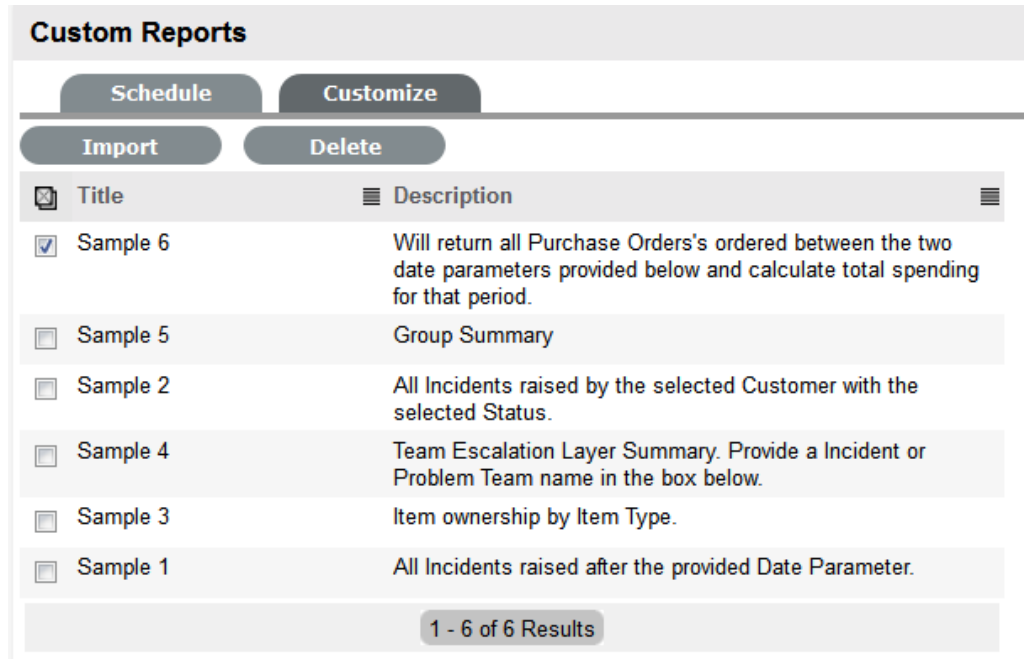 Custom Reports
Schedule Customize
Import Delete
Title Description
Sample 6 Will return all Purchase Orders's ordered between the two
date parameters provided below and calculate total spending
for that period.
Sample 5 Group Summary
Sample 2 All Incidents raised by the selected Customer with the
selected Status.
Sample 4 Team Escalation Layer Summary. Provide a Incident or
Problem Team name in the box below.
Sample 3 Item ownership by Item Type.
Sample 1 All Incidents raised after the provided Date Parameter.
1 - 6 of 6 Results